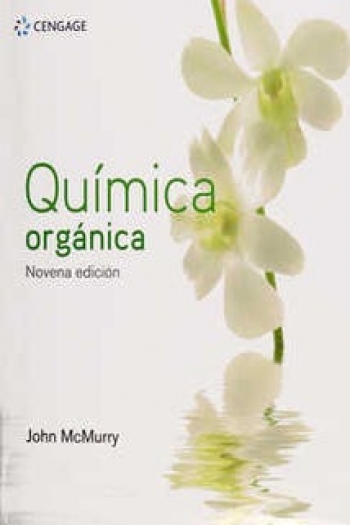 CENGAGE
Química
orgánica
Novena edición
John McMurry